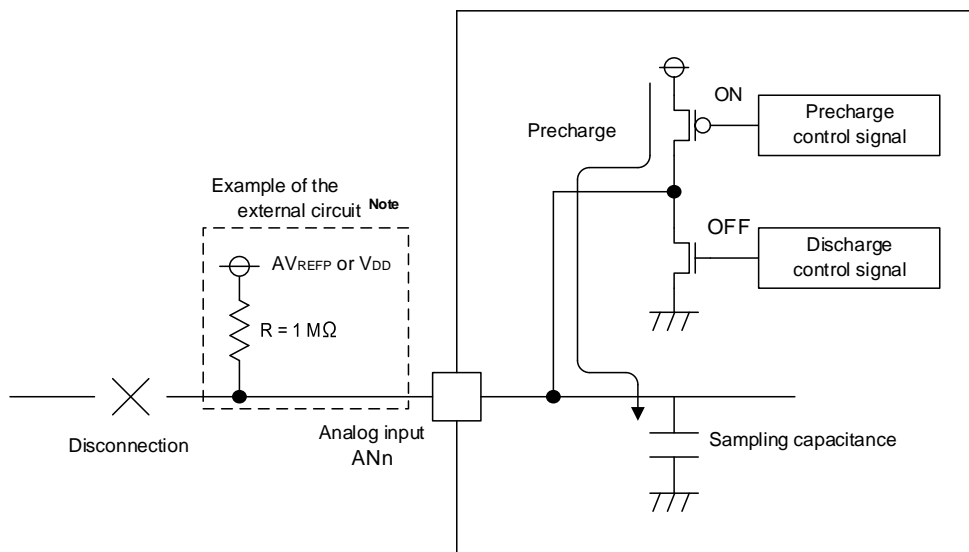 ON
Precharge
control signal
Precharge
Example of the
external circuit Note
OFF
Discharge
control signal
AVREFP or VDD
R = 1 MΩ
Disconnection
Analog input
ANn
Sampling capacitance